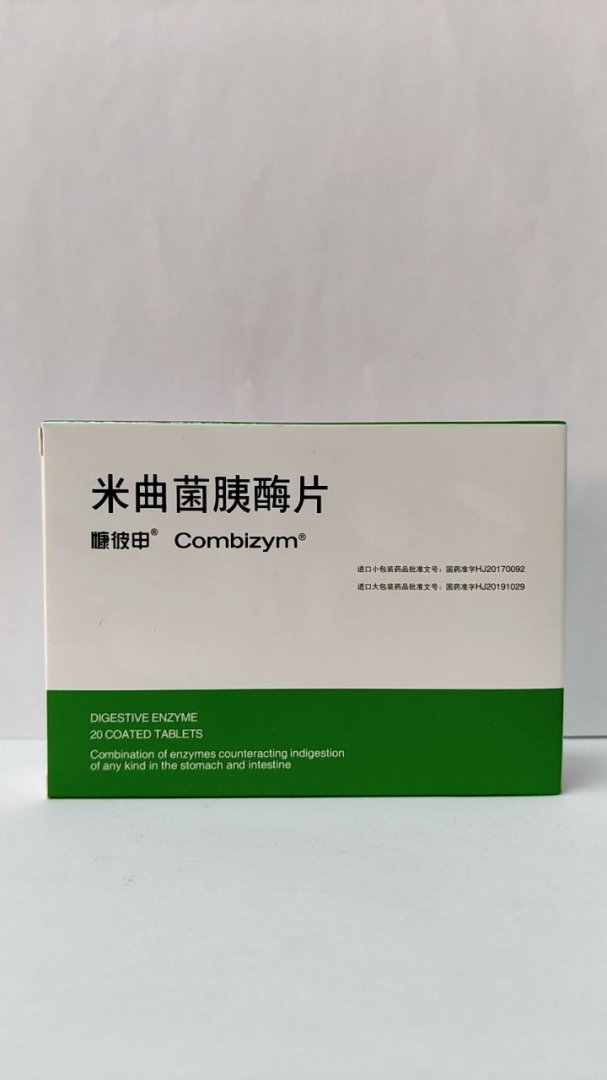 米曲菌胰酶片
慷彼申® Combizym®
进口小包装药品批准文号：国药准字HJ20170092
进口大包装药品批准文号：国药准字HJ20191029
DIGESTIVE ENZYME
20 COATED TABLETS
Combination of enzymes counteracting indigestion
of any kind in the stomach and intestine